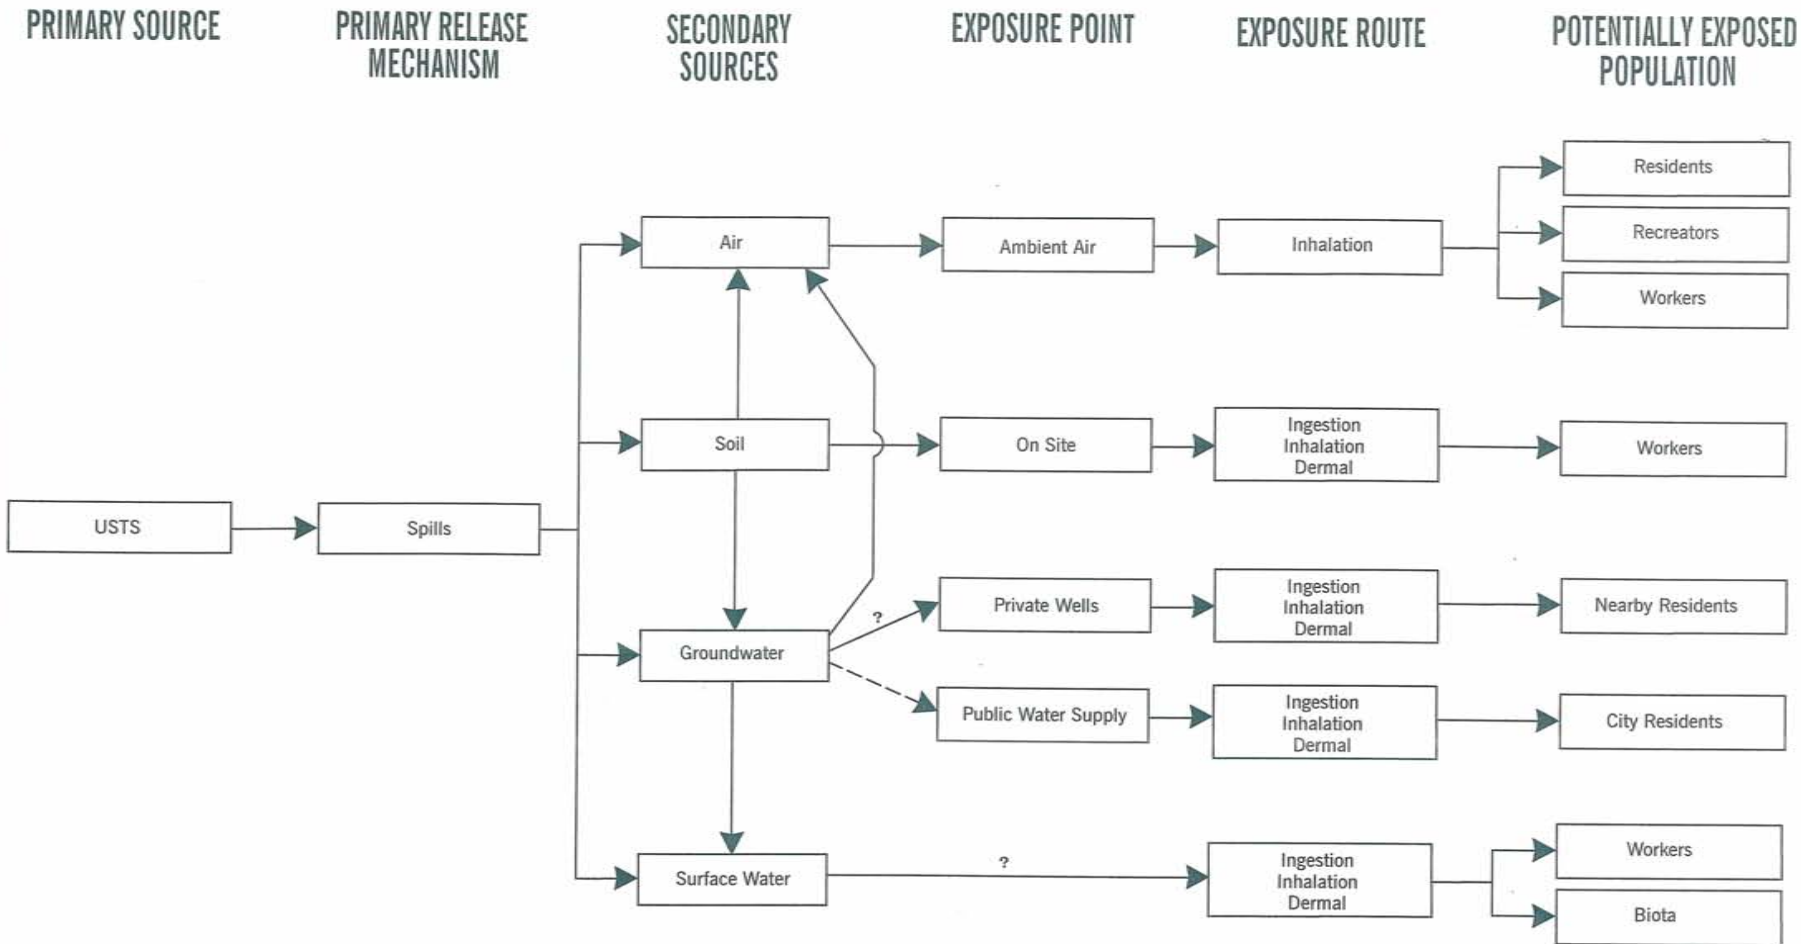 PRIMARY SOURCE
PRIMARY RELEASE
MECHANISM
SECONDARY
SOURCES
EXPOSURE POINT
EXPOSURE ROUTE
POTENTIALLY EXPOSED
POPULATION
Residents
Air
Ambient Air
Inhalation
Recreators
Workers
Soil
On Site
Ingestion
Inhalation
Dermal
Workers
USTS
Spills
?
Private Wells
Ingestion
Inhalation
Dermal
Nearby Residents
Groundwater
Public Water Supply
Ingestion
Inhalation
Dermal
City Residents
Surface Water
?
Ingestion
Inhalation
Dermal
Workers
Biota